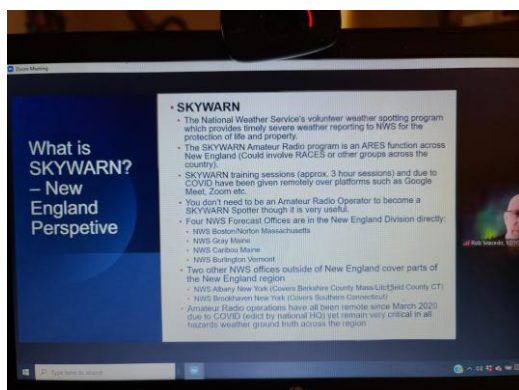 Zoom Meeting
What is
SKYWARN?
– New
England
Perspetive
• SKYWARN
• The National Weather Service's volunteer weather spotting program
which provides timely severe weather reporting to NWS for the
protection of life and property.
• The SKYWARN Amateur Radio program is an ARES function across
New England (Could involve RACES or other groups across the
country).
• SKYWARN training sessions (approx. 3 hour sessions) and due to
COVID have been given remotely over platforms such as Google
Meet, Zoom etc.
• You don't need to be an Amateur Radio Operator to become a
SKYWARN Spotter though it is very useful.
• Four NWS Forecast Offices are in the New England Division directly:
• NWS Boston/Norton Massachusetts
• NWS Gray Maine
• NWS Caribou Maine
• NWS Burlington Vermont
• Two other NWS offices outside of New England cover parts of
the New England region
• NWS Albany New York (Covers Berkshire County Mass/Litchfield County CT)
• NWS Brookhaven New York (Covers Southern Connecticut)
• Amateur Radio operations have all been remote since March 2020
due to COVID (edict by national HQ) yet remain very critical in all
hazards weather ground truth across the region
Rob Macedo,
Type here to search